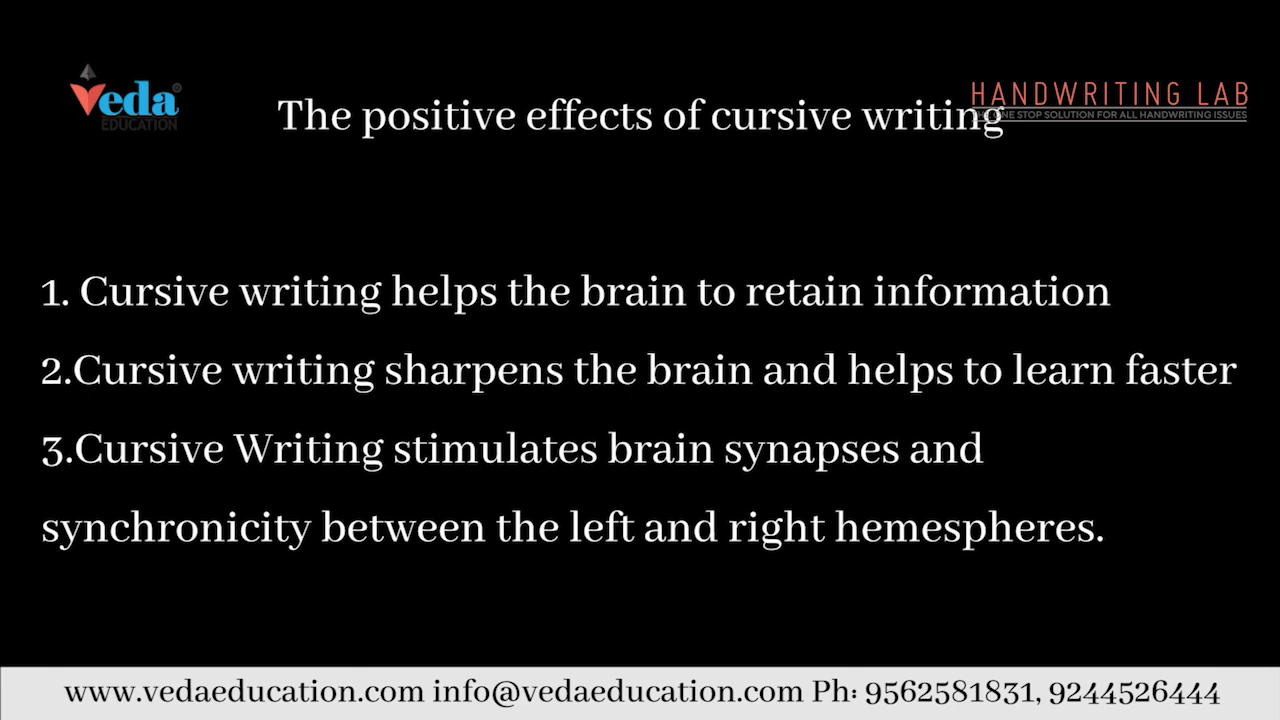 veda
EDUCATION
HANDWRITING LAB
ONE STOP SOLUTION FOR ALL HANDWRITING ISSUES
The positive effects of cursive writing
1. Cursive writing helps the brain to retain information
2.Cursive writing sharpens the brain and helps to learn faster
3.Cursive Writing stimulates brain synapses and
synchronicity between the left and right hemespheres.
www.vedaeducation.com info@vedaeducation.com Ph: 9562581831, 9244526444